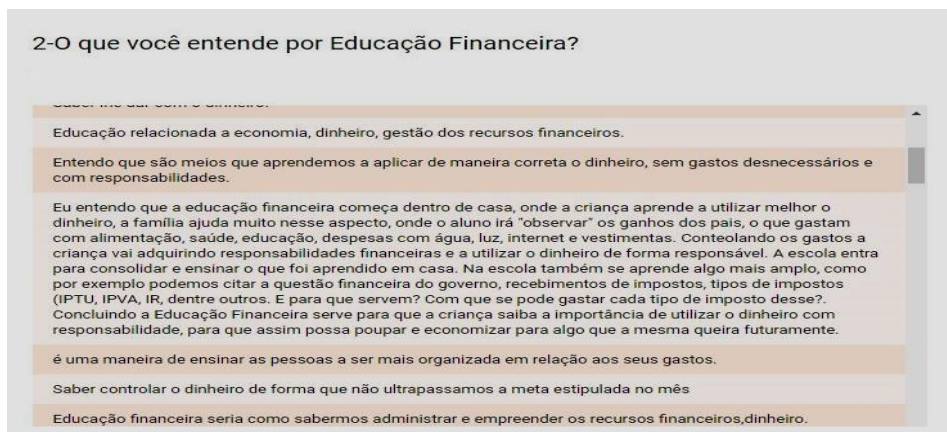 2-O que você entende por Educação Financeira?
com o dinheiro.
Educação relacionada a economia, dinheiro, gestão dos recursos financeiros.
Entendo que são meios que aprendemos a aplicar de maneira correta o dinheiro, sem gastos desnecessários e
com responsabilidades.
Eu entendo que a educação financeira começa dentro de casa, onde a criança aprende a utilizar melhor o
dinheiro, a família ajuda muito nesse aspecto, onde o aluno irá "observar" os ganhos dos pais, o que gastam
com alimentação, saúde, educação, despesas com água, luz, internet e vestimentas. Conteolando os gastos a
criança vai adquirindo responsabilidades financeiras e a utilizar o dinheiro de forma responsável. A escola entra
para consolidar e ensinar o que foi aprendido em casa. Na escola também se aprende algo mais amplo, como
por exemplo podemos citar a questão financeira do governo, recebimentos de impostos, tipos de impostos
(IPTU, IPVA, IR, dentre outros. E para que servem? Com que se pode gastar cada tipo de imposto desse?.
Concluindo a Educação Financeira serve para que a criança saiba a importância de utilizar o dinheiro com
responsabilidade, para que assim possa poupar e economizar para algo que a mesma queira futuramente.
é uma maneira de ensinar as pessoas a ser mais organizada em relação aos seus gastos.
Saber controlar o dinheiro de forma que não ultrapassamos a meta estipulada no mês
Educação financeira seria como sabermos administrar e empreender os recursos financeiros,dinheiro.